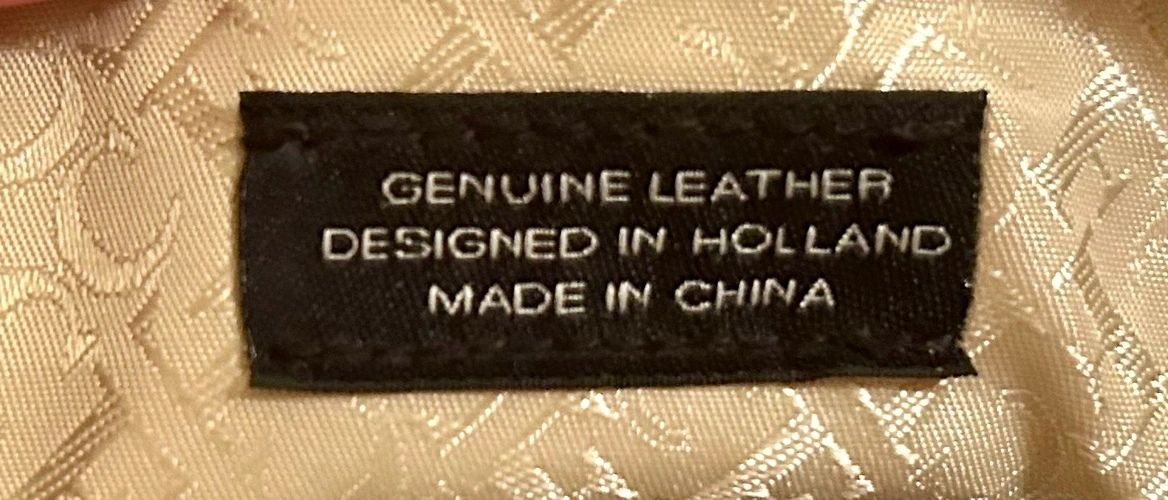 GENUINE LEATHER
DESIGNED IN HOLLAND
MADE IN CHINA